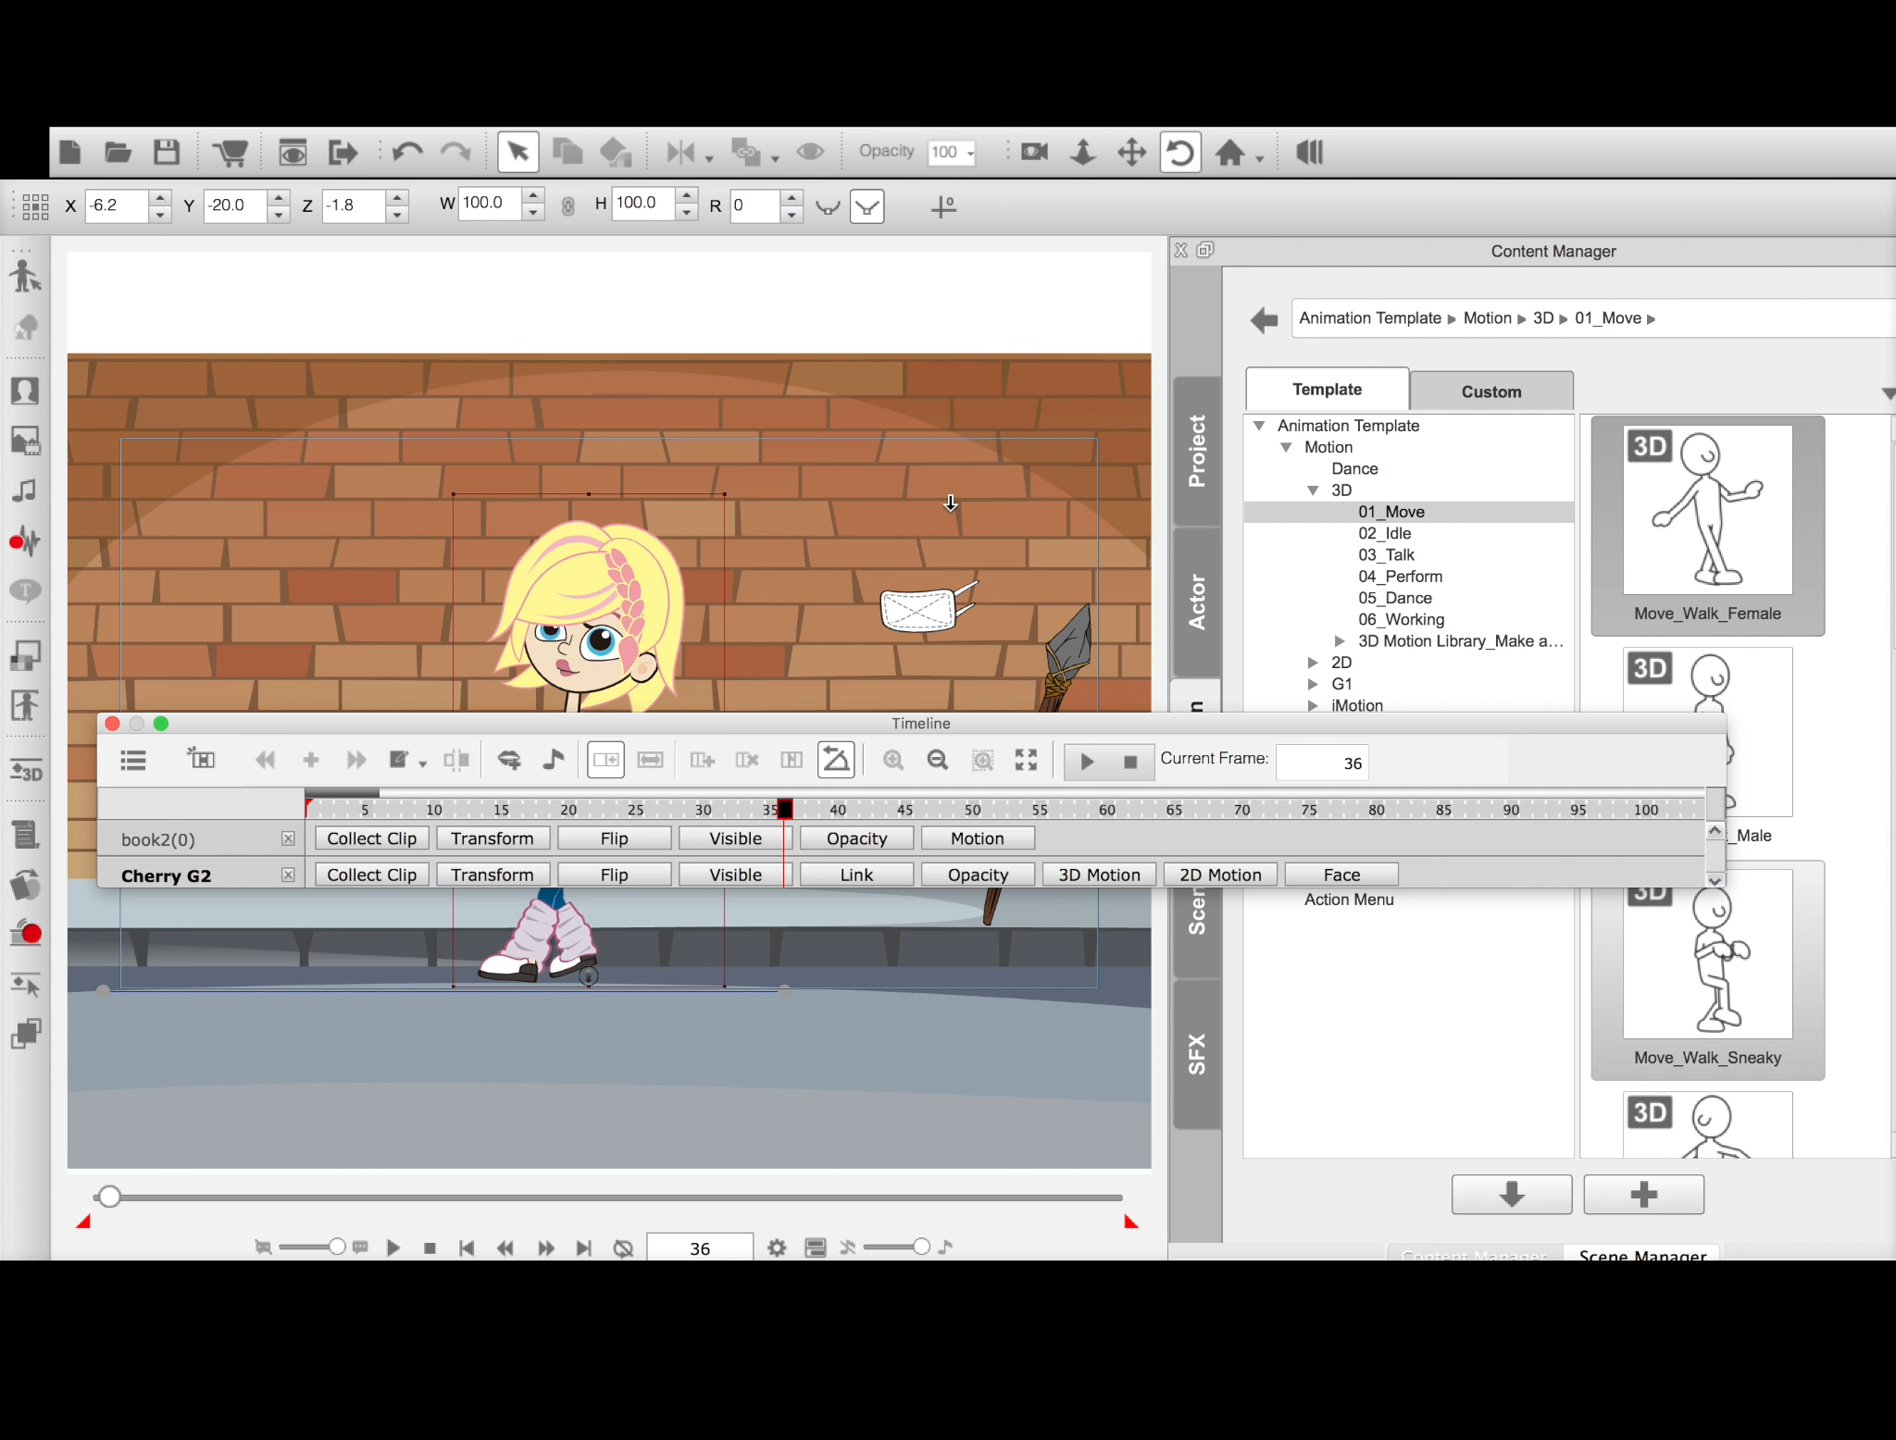 Opacity 100
X -6.2 Y -20.0 Z -1.8 W 100.0 H 100.0 R 0
Content Manager
Animation Template Motion 3D 01_Move
Template Custom
Project
Actor
Scen
SFX
Animation Template
Motion
Dance
3D
01_Move
02_Idle
03_Talk
04_Perform
05_Dance
06_Working
3D Motion Library_Make a...
2D
G1
iMotion
Action Menu
3D
Move_Walk_Female
3D
_Male
3D
Move_Walk_Sneaky
3D
n
Timeline
Current Frame: 36
5 10 15 20 25 30 35 40 45 50 55 60 65 70 75 80 85 90 95 100
book2(0) Collect Clip Transform Flip Visible Opacity Motion
Cherry G2 Collect Clip Transform Flip Visible Link Opacity 3D Motion 2D Motion Face
3D
T
36
Content Manager Scene Manager